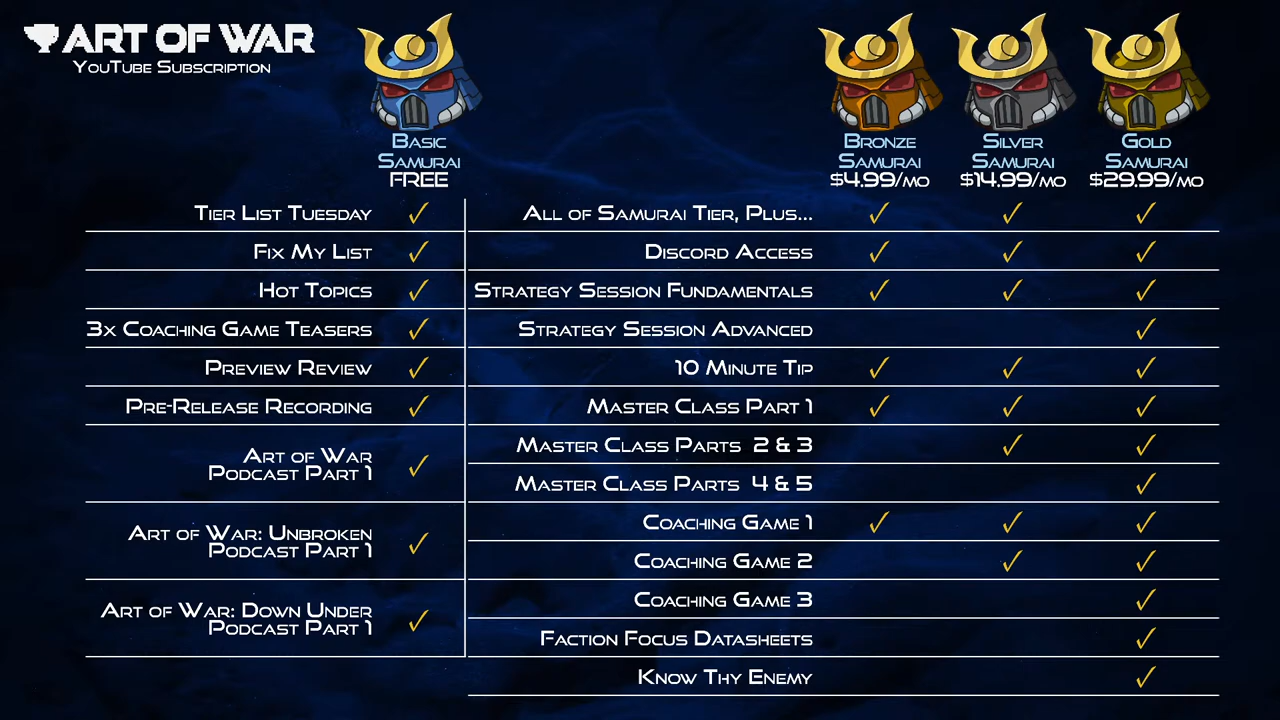 ART OF WAR
YouTube Subscription
Basic
Samurai
FREE
Bronze
Samurai
$4.99/mo
Silver
Samurai
$14.99/mo
Gold
Samurai
$29.99/mo
Tier List Tuesday ✓
Fix My List ✓
Hot Topics ✓
3x Coaching Game Teasers ✓
Preview Review ✓
Pre-Release Recording ✓
Art of War
Podcast Part 1 ✓
Art of War: Unbroken
Podcast Part 1 ✓
Art of War: Down Under
Podcast Part 1 ✓
All of Samurai Tier, Plus... ✓ ✓ ✓
Discord Access ✓ ✓ ✓
Strategy Session Fundamentals ✓ ✓ ✓
Strategy Session Advanced ✓
10 Minute Tip ✓ ✓ ✓
Master Class Part 1 ✓ ✓ ✓
Master Class Parts 2 & 3 ✓ ✓
Master Class Parts 4 & 5 ✓
Coaching Game 1 ✓ ✓ ✓
Coaching Game 2 ✓ ✓
Coaching Game 3 ✓
Faction Focus Datasheets ✓
Know Thy Enemy ✓